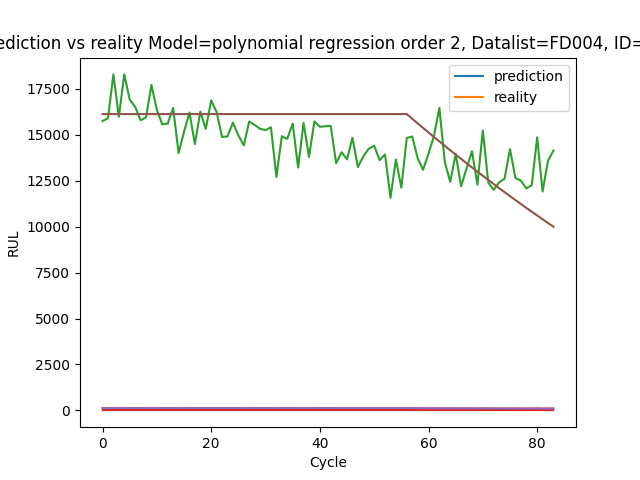 ediction vs reality Model=polynomial regression order 2, Datalist=FD004, ID=
prediction
reality
17500
15000
12500
10000
7500
5000
2500
0
RUL
0 20 40 60 80
Cycle